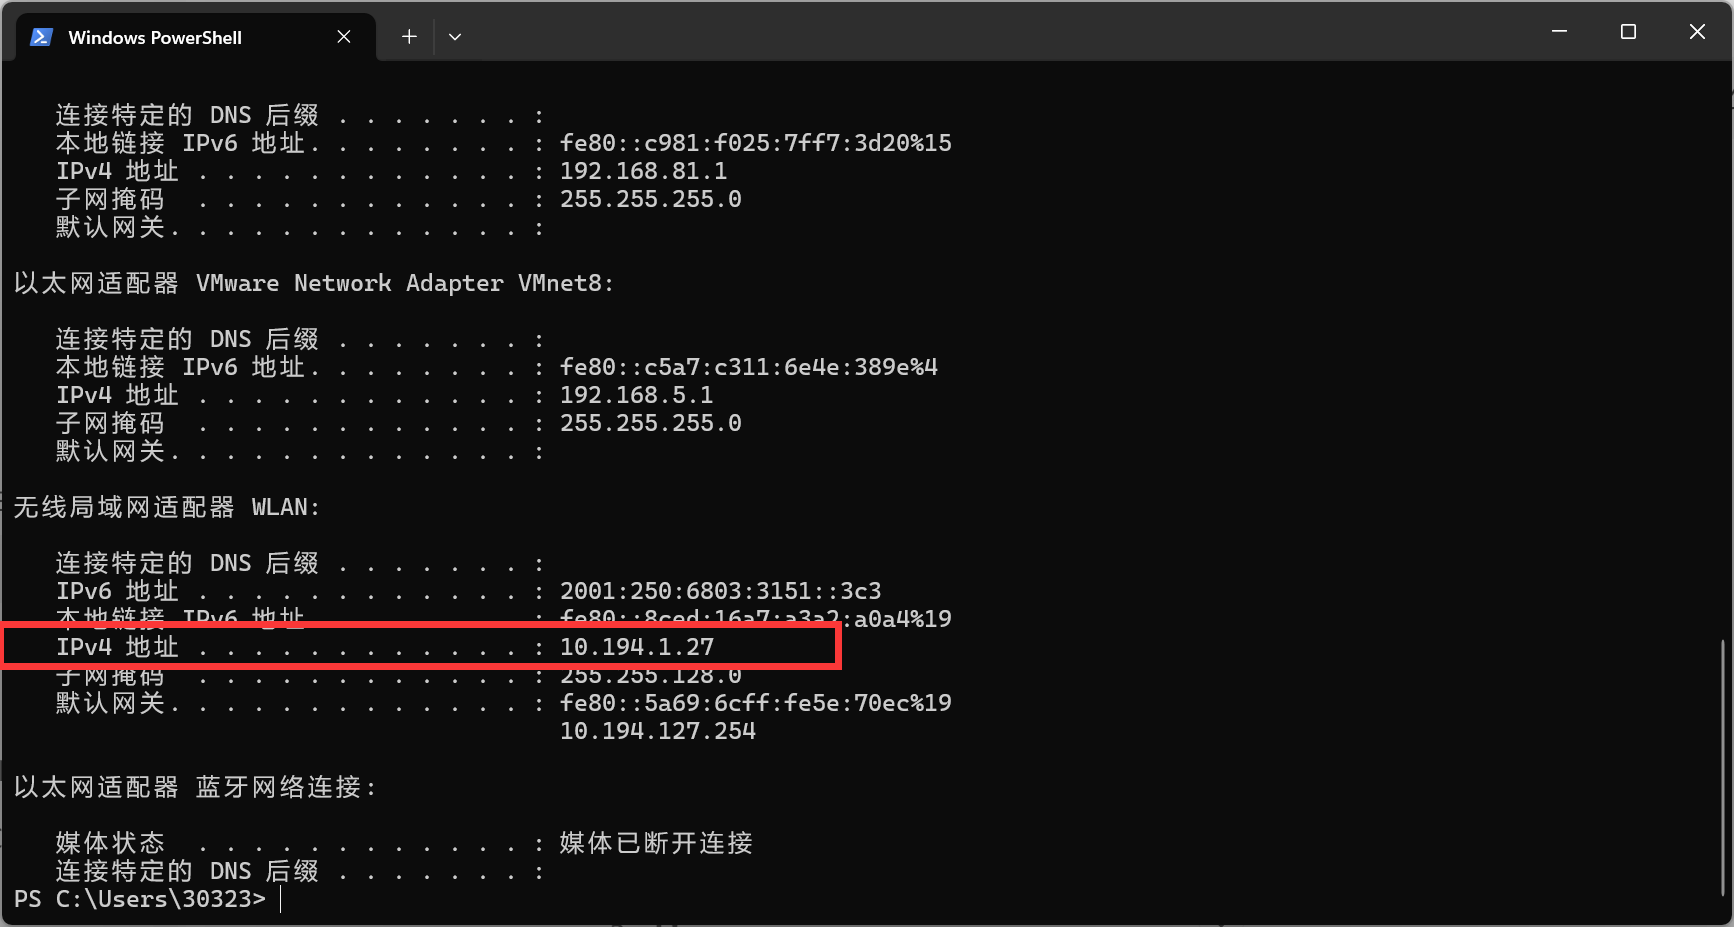 Windows PowerShell
连接特定的 DNS 后缀 . . . . . . . :
本地链接 IPv6 地址. . . . . . . . : fe80::c981:f025:7ff7:3d20%15
IPv4 地址 . . . . . . . . . . . . : 192.168.81.1
子网掩码  . . . . . . . . . . . . : 255.255.255.0
默认网关. . . . . . . . . . . . . :
以太网适配器 VMware Network Adapter VMnet8:
连接特定的 DNS 后缀 . . . . . . . :
本地链接 IPv6 地址. . . . . . . . : fe80::c5a7:c311:6e4e:389e%4
IPv4 地址 . . . . . . . . . . . . : 192.168.5.1
子网掩码  . . . . . . . . . . . . : 255.255.255.0
默认网关. . . . . . . . . . . . . :
无线局域网适配器 WLAN:
连接特定的 DNS 后缀 . . . . . . . :
IPv6 地址 . . . . . . . . . . . . : 2001:250:6803:3151::3c3
本地链接 IPv6 地址 : fe80::8ced:16a7:a3a2:a0a4%19
IPv4 地址 . . . . . . . . . . . . : 10.194.1.27
子网掩码  . . . . . . . . . . . . : 255.255.128.0
默认网关. . . . . . . . . . . . . : fe80::5a69:6cff:fe5e:70ec%19
10.194.127.254
以太网适配器 蓝牙网络连接:
媒体状态  . . . . . . . . . . . . : 媒体已断开连接
连接特定的 DNS 后缀 . . . . . . . :
PS C:\Users\30323>